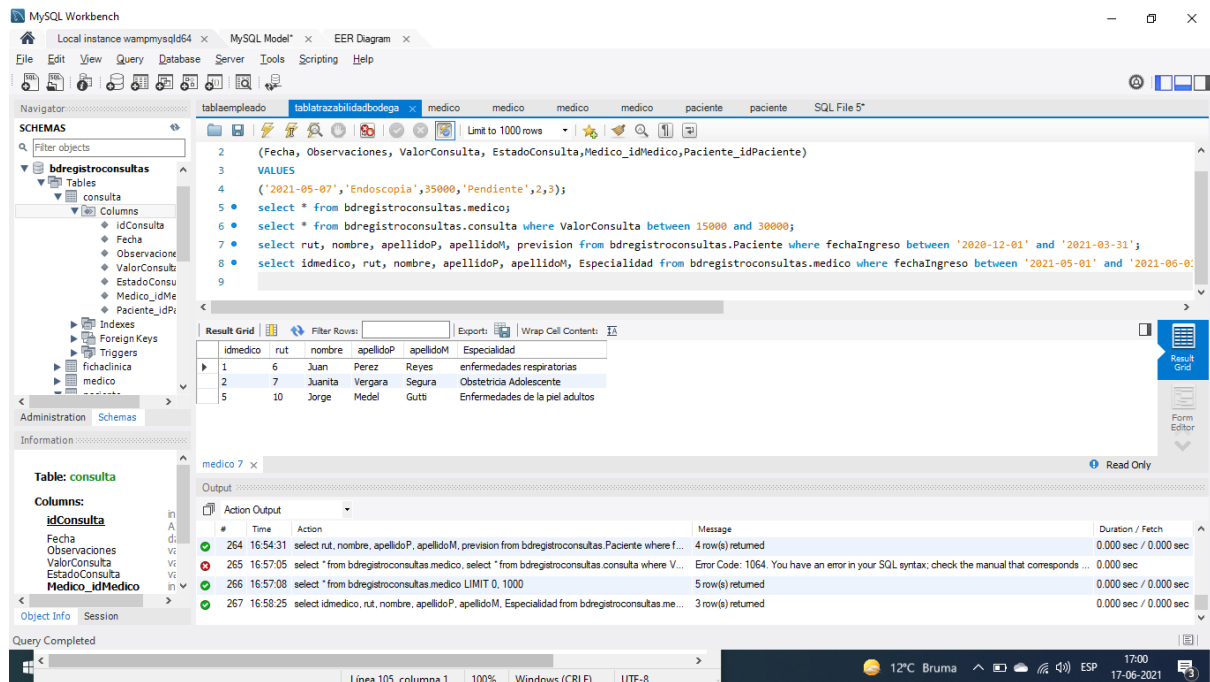 MySQL Workbench
Local instance wampmysqld64 × MySQL Model* × EER Diagram ×
File Edit View Query Database Server Tools Scripting Help
Navigator
SCHEMAS
Filter objects
bdregistroconsultas
Tables
consulta
Columns
idConsulta
Fecha
Observacione
ValorConsulta
EstadoConsu
Medico_idMe
Paciente_idPa
Indexes
Foreign Keys
Triggers
fichaclinica
medico
Administration Schemas
Information
Table: consulta
Columns:
idConsulta
Fecha
Observaciones
ValorConsulta
EstadoConsulta
Medico_idMedico
Object Info Session
tablaempleado tablatrazabilidadbodega × medico medico medico medico paciente paciente SQL File 5*
Limit to 1000 rows
2 (Fecha, Observaciones, ValorConsulta, EstadoConsulta,Medico_idMedico,Paciente_idPaciente)
3 VALUES
4 ('2021-05-07','Endoscopia',35000,'Pendiente',2,3);
5 select * from bdregistroconsultas.medico;
6 select * from bdregistroconsultas.consulta where ValorConsulta between 15000 and 30000;
7 select rut, nombre, apellidoP, apellidoM, prevision from bdregistroconsultas.Paciente where fechaIngreso between '2020-12-01' and '2021-03-31';
8 select idmedico, rut, nombre, apellidoP, apellidoM, Especialidad from bdregistroconsultas.medico where fechaIngreso between '2021-05-01' and '2021-06-01
9
Result Grid Filter Rows: Export: Wrap Cell Content:
idmedico rut nombre apellidoP apellidoM Especialidad
1 6 Juan Perez Reyes enfermedades respiratorias
2 7 Juanita Vergara Segura Obstetricia Adolescente
5 10 Jorge Medel Gutti Enfermedades de la piel adultos
Result Grid
Form Editor
medico 7 × Read Only
Output
Action Output
# Time Action Message Duration / Fetch
264 16:54:31 select rut, nombre, apellidoP, apellidoM, prevision from bdregistroconsultas.Paciente where f... 4 row(s) returned 0.000 sec / 0.000 sec
265 16:57:05 select * from bdregistroconsultas.medico, select * from bdregistroconsultas.consulta where V... Error Code: 1064. You have an error in your SQL syntax; check the manual that corresponds ... 0.000 sec
266 16:57:08 select * from bdregistroconsultas.medico LIMIT 0, 1000 5 row(s) returned 0.000 sec / 0.000 sec
267 16:58:25 select idmedico, rut, nombre, apellidoP, apellidoM, Especialidad from bdregistroconsultas.me... 3 row(s) returned 0.000 sec / 0.000 sec
Query Completed
Línea 105, columna 1 100% Windows (CRLF) UTF-8
12°C Bruma ESP 17:00
17-06-2021
3